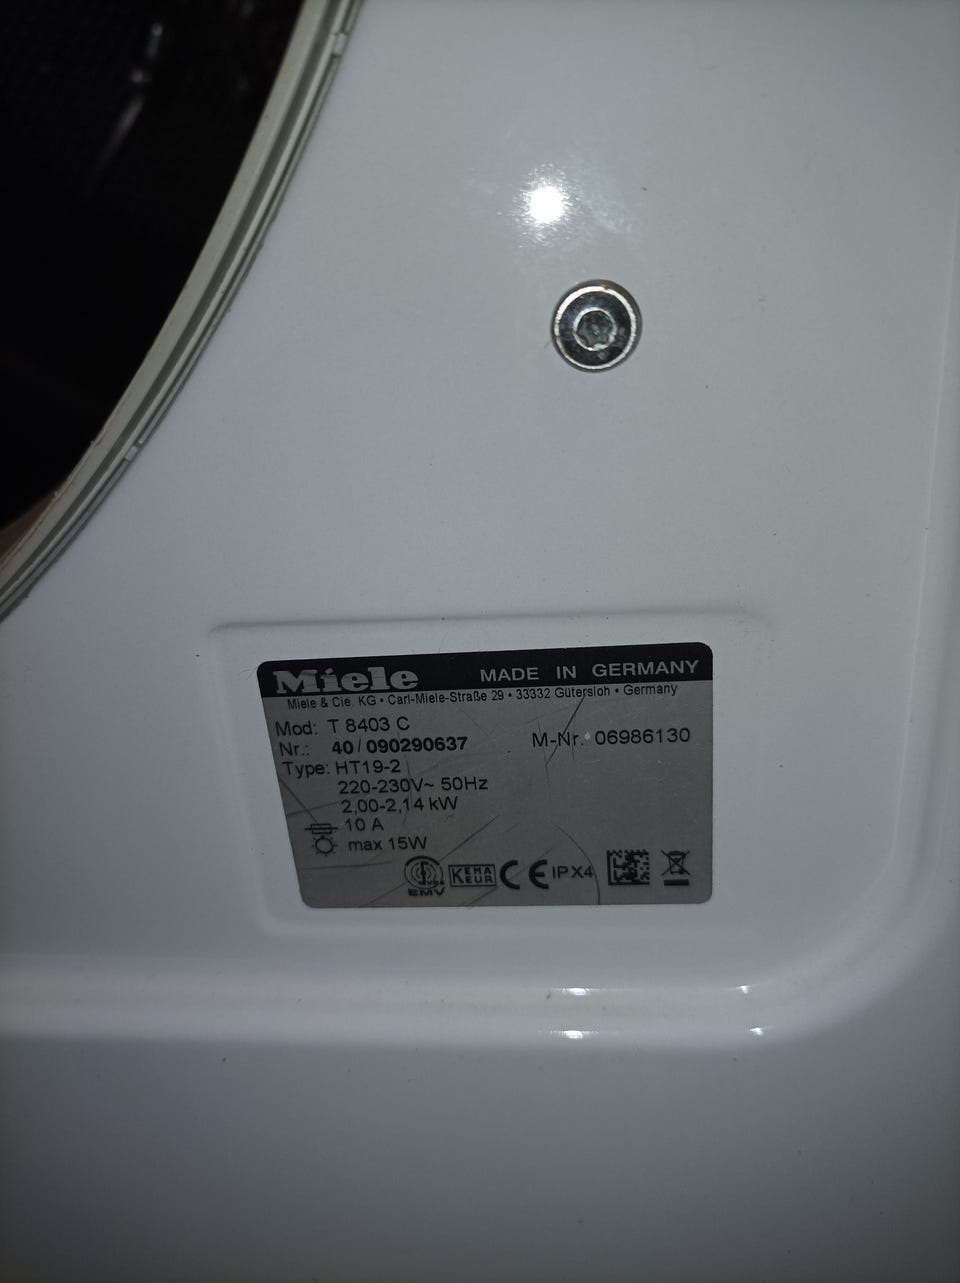 Miele MADE IN GERMANY
Miele & Cie. KG • Carl-Miele-Straße 29 • 33332 Gütersloh • Germany
Mod: T 8403 C
Nr.: 40/090290637 M-Nr. 06986130
Type: HT19-2
220-230V~ 50Hz
2,00-2,14 kW
10 A
max 15W
KEMA KEUR CE IPX4
EMV